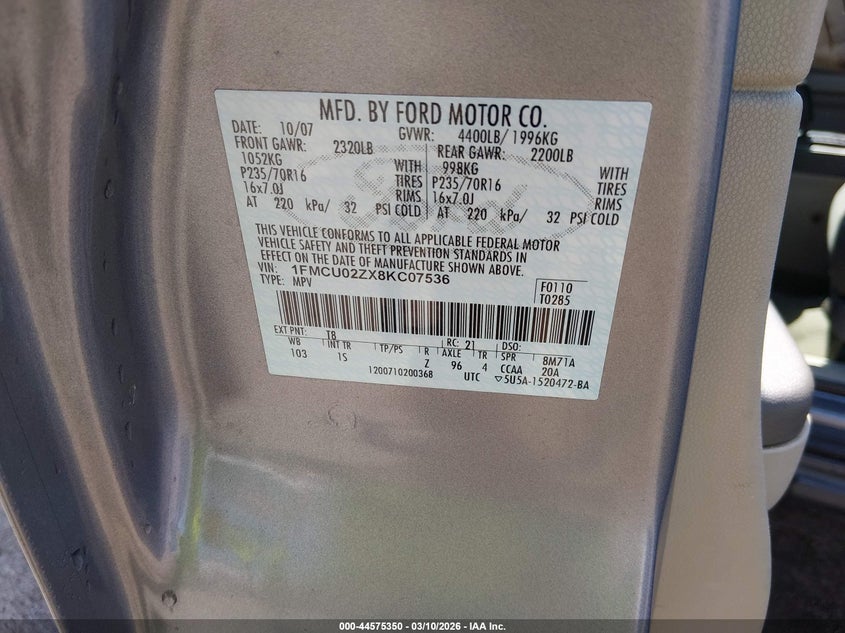 MFD. BY FORD MOTOR CO.
DATE: 10/07 GVWR: 4400LB/ 1996KG
FRONT GAWR: 2320LB REAR GAWR: 2200LB
1052KG WITH 998KG WITH
P235/70R16 TIRES P235/70R16 TIRES
16x7.0J RIMS 16x7.0J RIMS
AT 220 kPa/ 32 PSI COLD AT 220 kPa/ 32 PSI COLD
Ford
THIS VEHICLE CONFORMS TO ALL APPLICABLE FEDERAL MOTOR
VEHICLE SAFETY AND THEFT PREVENTION STANDARDS IN
EFFECT ON THE DATE OF MANUFACTURE SHOWN ABOVE.
VIN: 1FMCU02ZX8KC07536
TYPE: MPV
F0110
T0285
EXT PNT: T8 RC: 21 DSO:
WB INT TR TP/PS R AXLE TR SPR 8M71A
103 1S Z 96 4 CCAA 20A
1200710200368 UTC ▽5U5A-1520472-BA
000-44575350 — 03/10/2026 — IAA Inc.